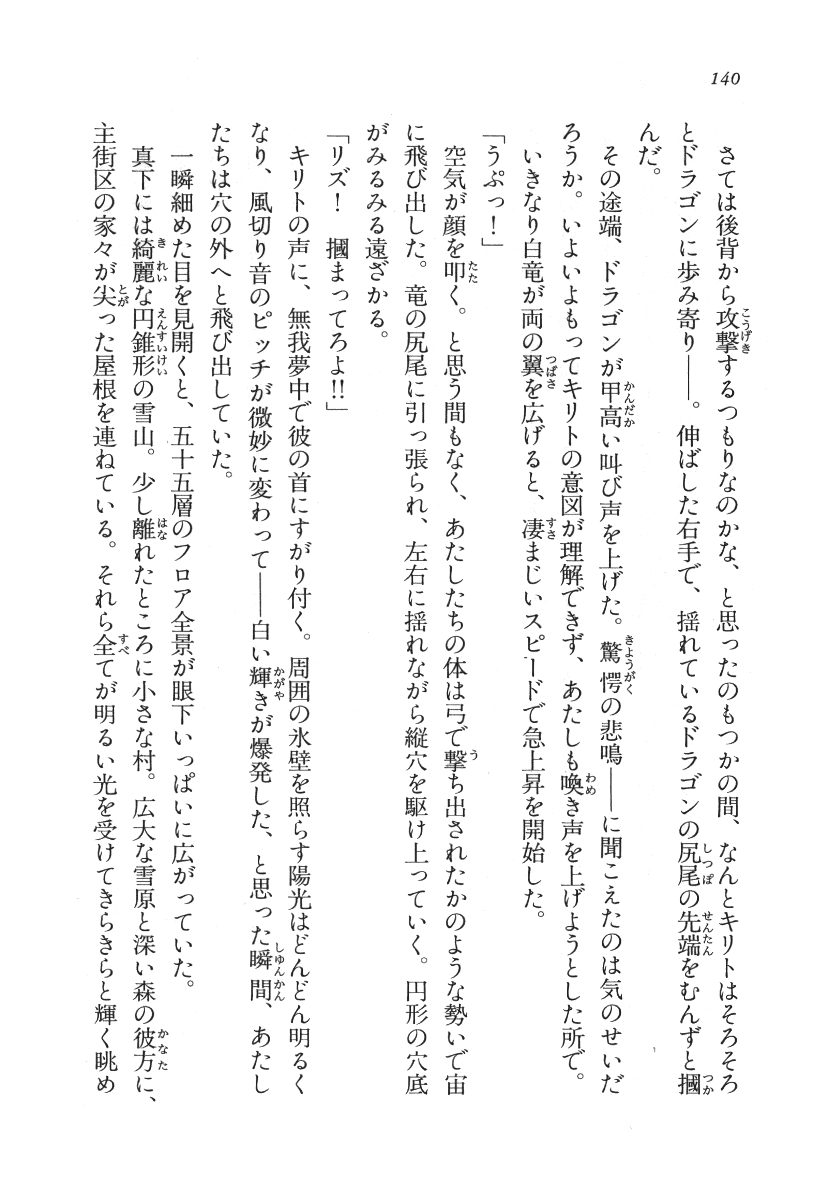 140
さては後背から攻撃するつもりなのかな、と思ったのもつかの間、なんとキリトはそろそろ
とドラゴンに歩み寄り――。伸ばした右手で、揺れているドラゴンの尻尾の先端をむんずと摑
んだ。
その途端、ドラゴンが甲高い叫び声を上げた。驚愕の悲鳴――に聞こえたのは気のせいだ
ろうか。いよいよもってキリトの意図が理解できず、あたしも喚き声を上げようとした所で。
いきなり白竜が両の翼を広げると、凄まじいスピードで急上昇を開始した。
「うぷっ！」
空気が顔を叩く。と思う間もなく、あたしたちの体は弓で撃ち出されたかのような勢いで宙
に飛び出した。竜の尻尾に引っ張られ、左右に揺れながら縦穴を駆け上っていく。円形の穴底
がみるみる遠ざかる。
「リズ！　摑まってろよ!!」
キリトの声に、無我夢中で彼の首にすがり付く。周囲の氷壁を照らす陽光はどんどん明るく
なり、風切り音のピッチが微妙に変わって――白い輝きが爆発した、と思った瞬間、あたし
たちは穴の外へと飛び出していた。
一瞬細めた目を見開くと、五十五層のフロア全景が眼下いっぱいに広がっていた。
真下には綺麗な円錐形の雪山。少し離れたところに小さな村。広大な雪原と深い森の彼方に、
主街区の家々が尖った屋根を連ねている。それら全てが明るい光を受けてきらきらと輝く眺め